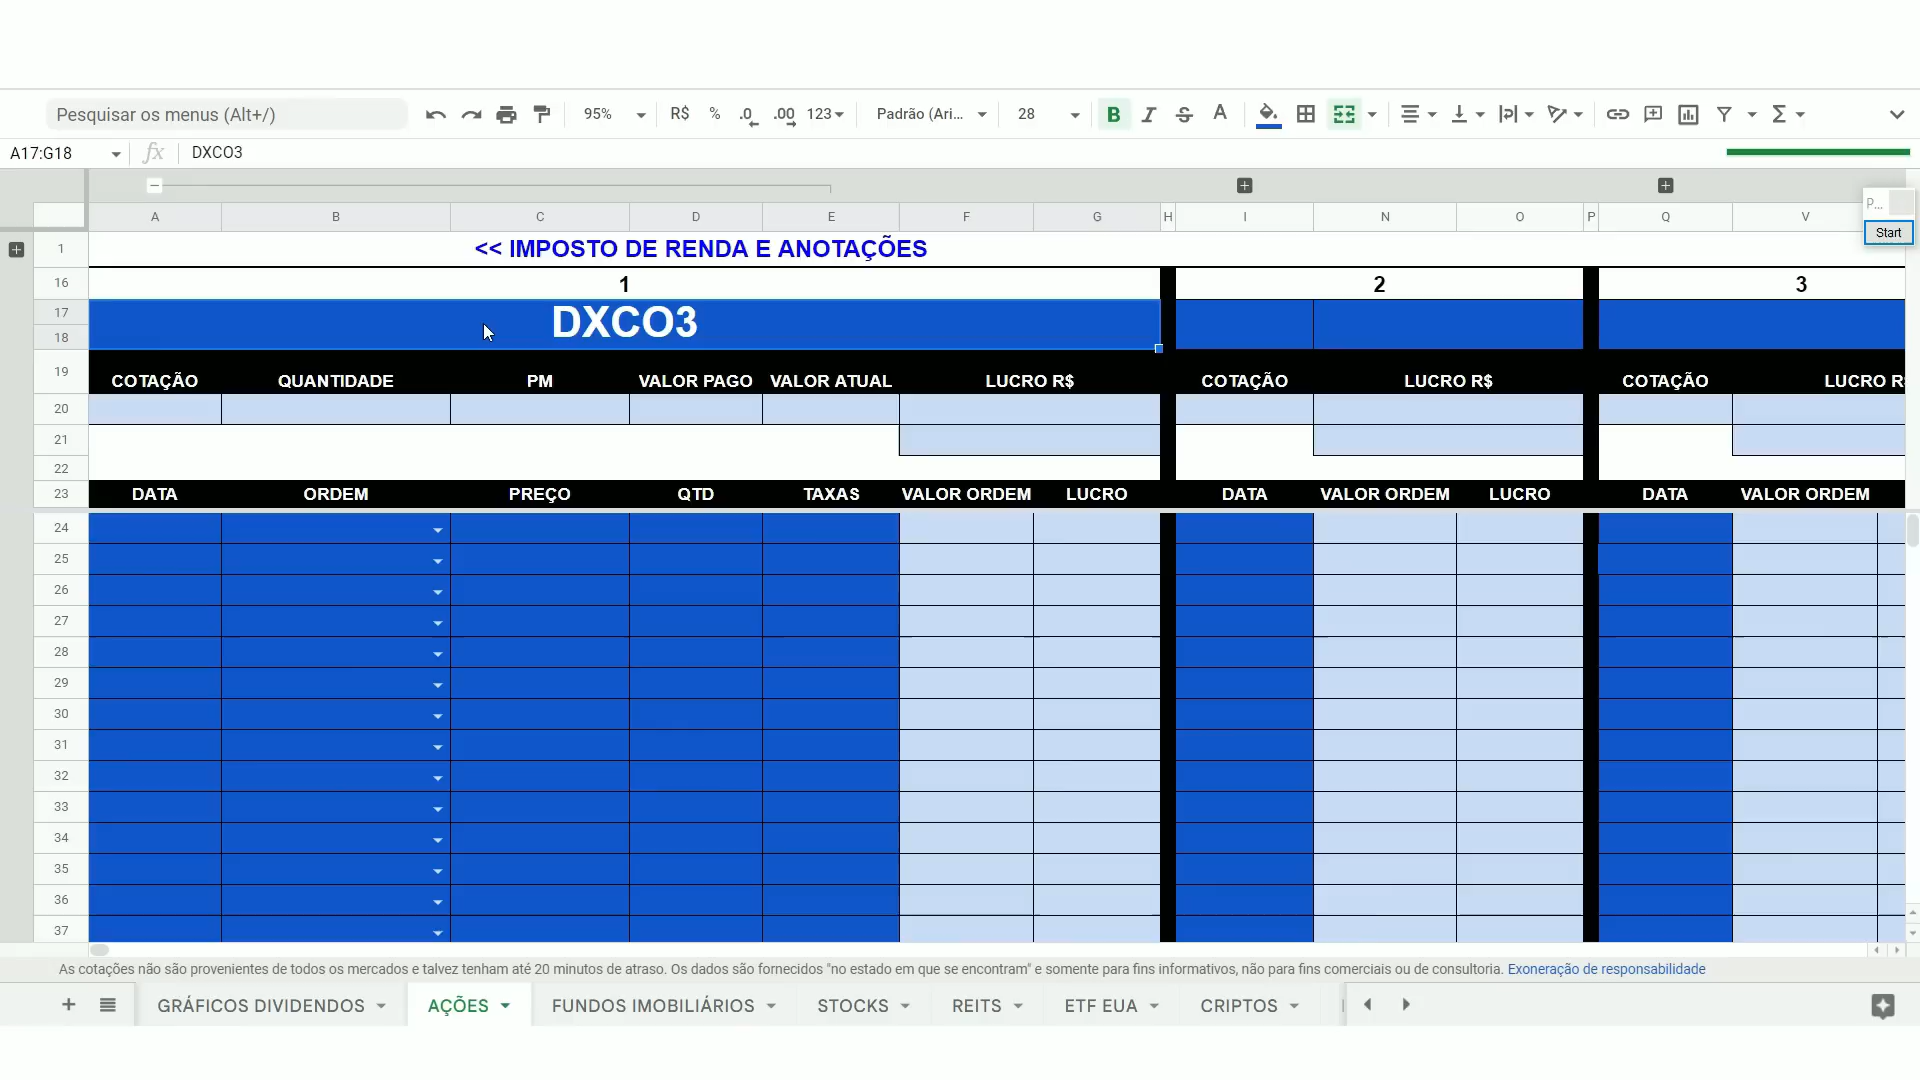 Pesquisar os menus (Alt+/) 95% R$ % .0 .00 123 Padrão (Ari... 28 B I S A
A17:G18 fx DXCO3
A B C D E F G H I N O P Q V P...
Start
1 << IMPOSTO DE RENDA E ANOTAÇÕES
16 1 2 3
17 DXCO3
18
19 COTAÇÃO QUANTIDADE PM VALOR PAGO VALOR ATUAL LUCRO R$ COTAÇÃO LUCRO R$ COTAÇÃO LUCRO R$
20
21
22
23 DATA ORDEM PREÇO QTD TAXAS VALOR ORDEM LUCRO DATA VALOR ORDEM LUCRO DATA VALOR ORDEM
24
25
26
27
28
29
30
31
32
33
34
35
36
37
As cotações não são provenientes de todos os mercados e talvez tenham até 20 minutos de atraso. Os dados são fornecidos "no estado em que se encontram" e somente para fins informativos, não para fins comerciais ou de consultoria. Exoneração de responsabilidade
GRÁFICOS DIVIDENDOS AÇÕES FUNDOS IMOBILIÁRIOS STOCKS REITS ETF EUA CRIPTOS